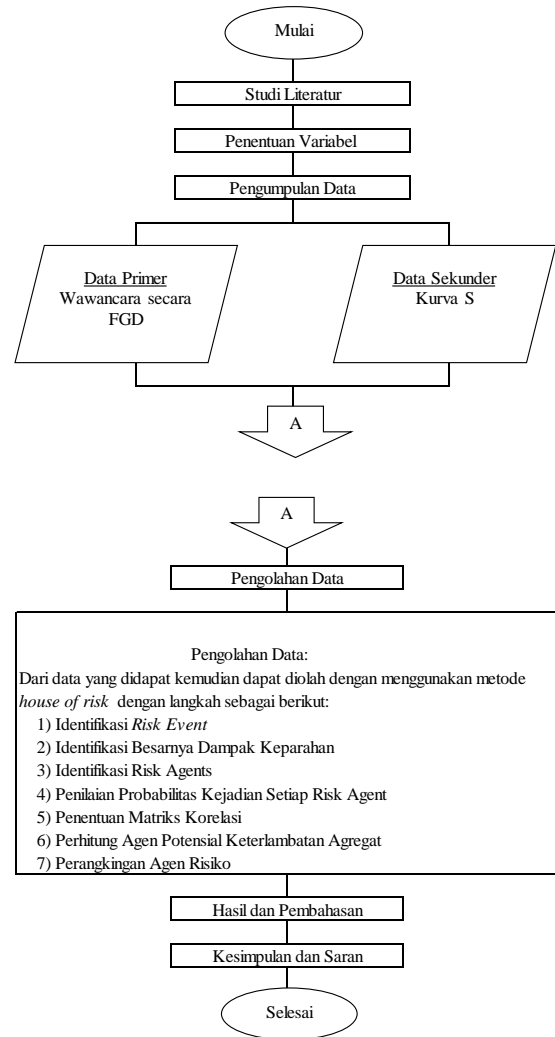 Mulai
Studi Literatur
Penentuan Variabel
Pengumpulan Data
Data Primer
Wawancara secara
FGD
Data Sekunder
Kurva S
A
A
Pengolahan Data
Pengolahan Data:
Dari data yang didapat kemudian dapat diolah dengan menggunakan metode
house of risk dengan langkah sebagai berikut:
1) Identifikasi Risk Event
2) Identifikasi Besarnya Dampak Keparahan
3) Identifikasi Risk Agents
4) Penilaian Probabilitas Kejadian Setiap Risk Agent
5) Penentuan Matriks Korelasi
6) Perhitung Agen Potensial Keterlambatan Agregat
7) Perangkingan Agen Risiko
Hasil dan Pembahasan
Kesimpulan dan Saran
Selesai